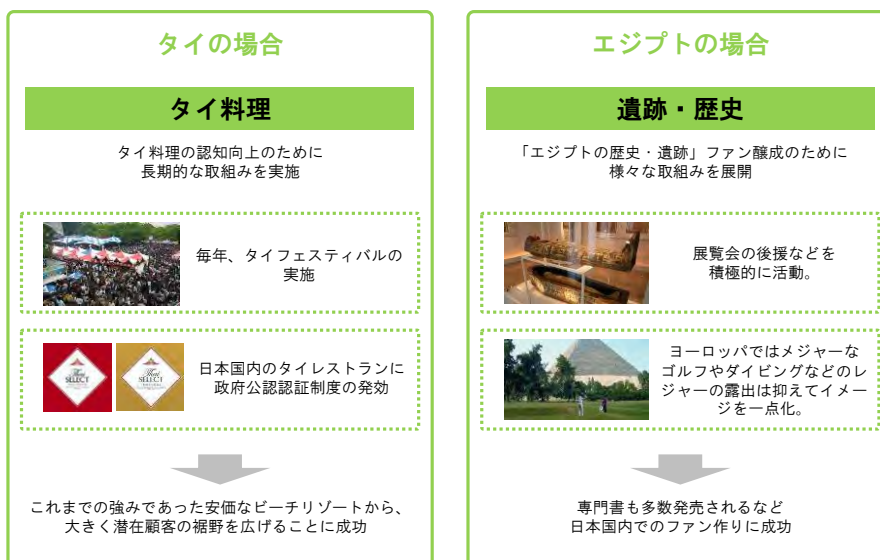 タイの場合
タイ料理
タイ料理の認知向上のために
長期的な取組みを実施
毎年、タイフェスティバルの
実施
Thai
SELECT
Thai
SELECT
日本国内のタイレストランに
政府公認認証制度の発効
これまでの強みであった安価なビーチリゾートから、
大きく潜在顧客の裾野を広げることに成功
エジプトの場合
遺跡・歴史
「エジプトの歴史・遺跡」ファン醸成のために
様々な取組みを展開
展覧会の後援などを
積極的に活動。
ヨーロッパではメジャーな
ゴルフやダイビングなどのレ
ジャーの露出は抑えてイメー
ジを一点化。
専門書も多数発売されるなど
日本国内でのファン作りに成功